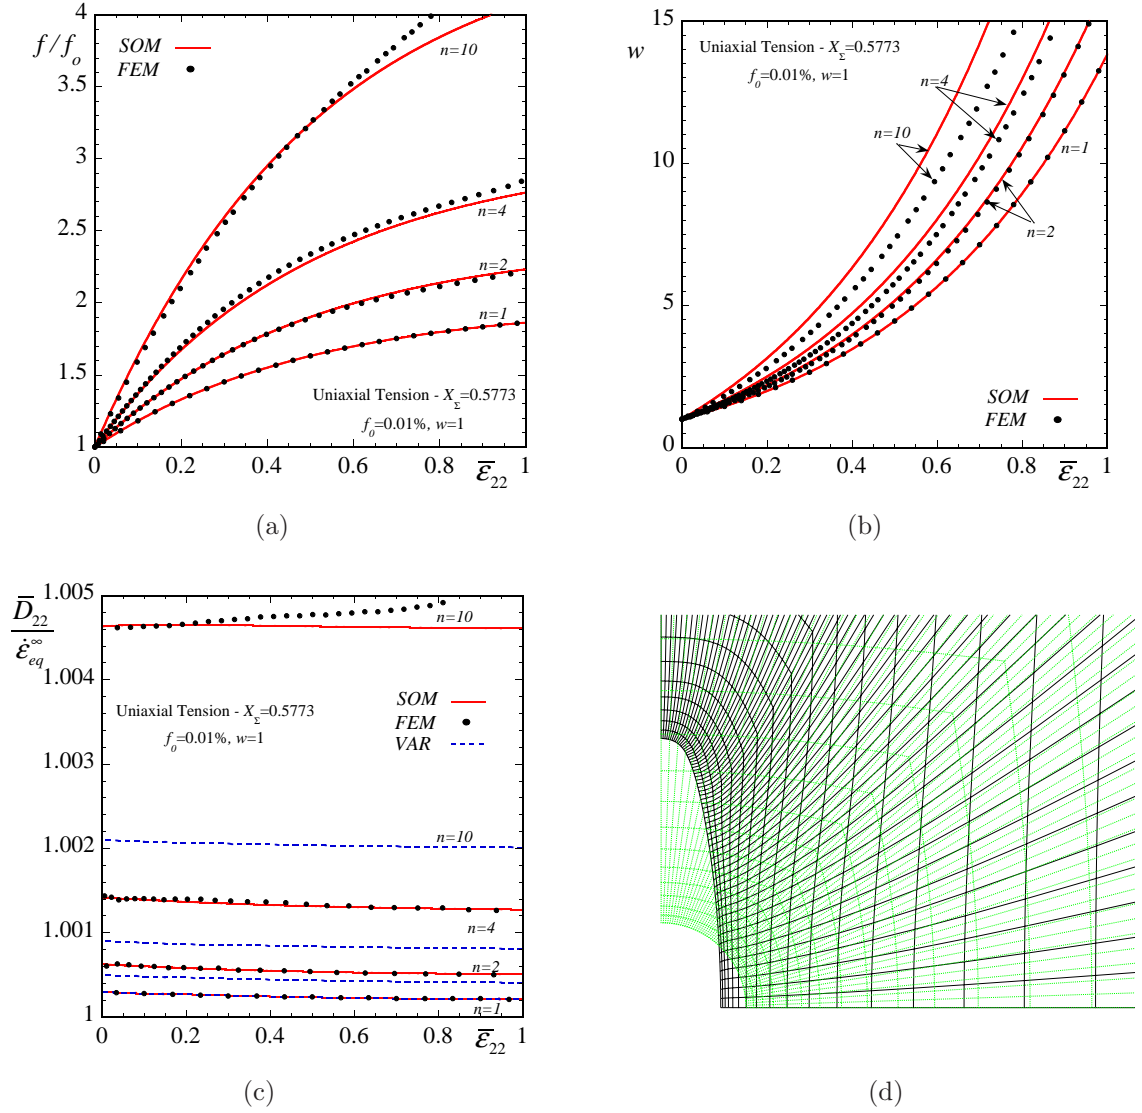 f/f_o
SOM
FEM
n=10
n=4
n=2
n=1
Uniaxial Tension - X_Σ=0.5773
f_0=0.01%, w=1
4
3.5
3
2.5
2
1.5
1
0 0.2 0.4 0.6 0.8 1
ε̅_22
(a)
w
Uniaxial Tension - X_Σ=0.5773
f_0=0.01%, w=1
n=4
n=10
n=1
n=2
SOM
FEM
15
10
5
0
0 0.2 0.4 0.6 0.8 1
ε̅_22
(b)
D̅_22
ε̇^∞_eq
1.005
1.004
1.003
1.002
1.001
1
n=10
Uniaxial Tension - X_Σ=0.5773
f_0=0.01%, w=1
SOM
FEM
VAR
n=10
n=4
n=2
n=1
0 0.2 0.4 0.6 0.8 1
ε̅_22
(c)
(d)